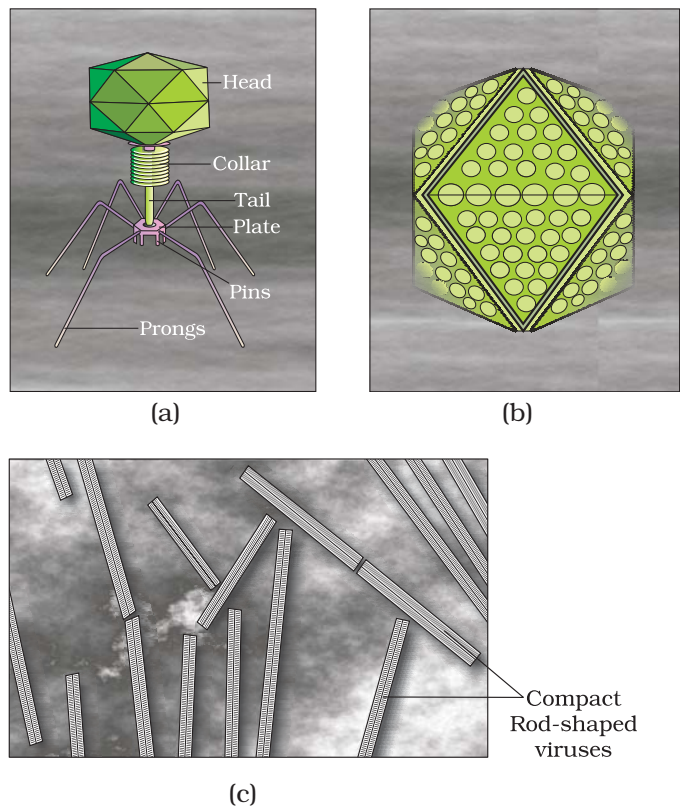 Head
Collar
Tail
Plate
Pins
Prongs
(a)
(b)
Compact
Rod-shaped
viruses
(c)